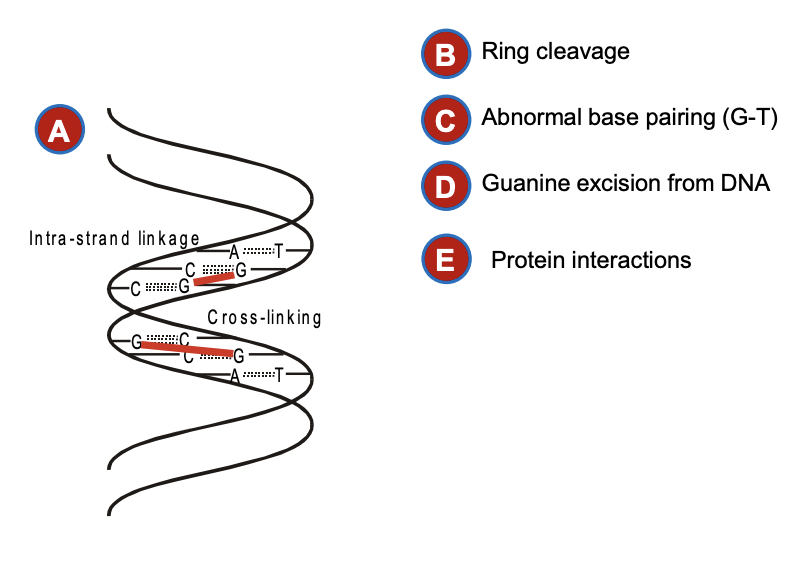 B Ring cleavage
C Abnormal base pairing (G-T)
A
D Guanine excision from DNA
Intra-strand linkage
A T
E Protein interactions
C G
C G
Cross-linking
G C
C G
A T